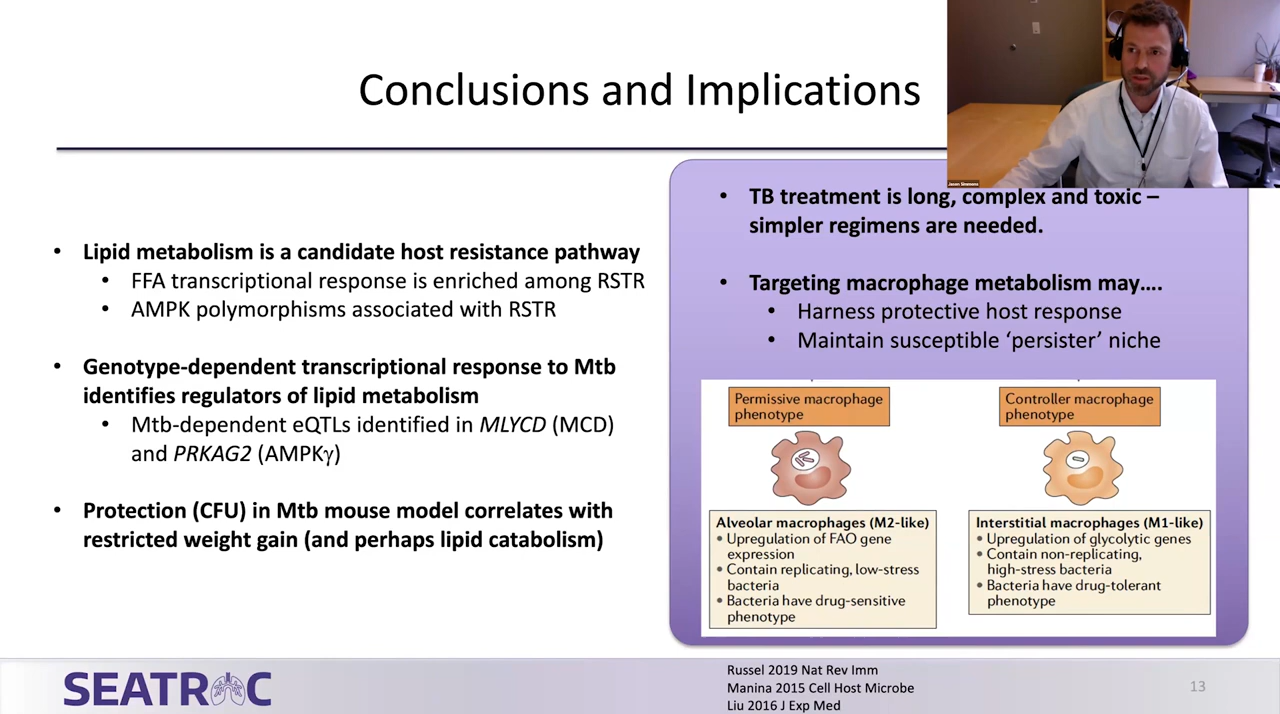 Conclusions and Implications
Jason Simmons
• Lipid metabolism is a candidate host resistance pathway
• FFA transcriptional response is enriched among RSTR
• AMPK polymorphisms associated with RSTR
• Genotype-dependent transcriptional response to Mtb
identifies regulators of lipid metabolism
• Mtb-dependent eQTLs identified in MLYCD (MCD)
and PRKAG2 (AMPKγ)
• Protection (CFU) in Mtb mouse model correlates with
restricted weight gain (and perhaps lipid catabolism)
• TB treatment is long, complex and toxic –
simpler regimens are needed.
• Targeting macrophage metabolism may….
• Harness protective host response
• Maintain susceptible ‘persister’ niche
Permissive macrophage
phenotype
Alveolar macrophages (M2-like)
• Upregulation of FAO gene
expression
• Contain replicating, low-stress
bacteria
• Bacteria have drug-sensitive
phenotype
Controller macrophage
phenotype
Interstitial macrophages (M1-like)
• Upregulation of glycolytic genes
• Contain non-replicating,
high-stress bacteria
• Bacteria have drug-tolerant
phenotype
SEATRAC
Russel 2019 Nat Rev Imm
Manina 2015 Cell Host Microbe
Liu 2016 J Exp Med
13